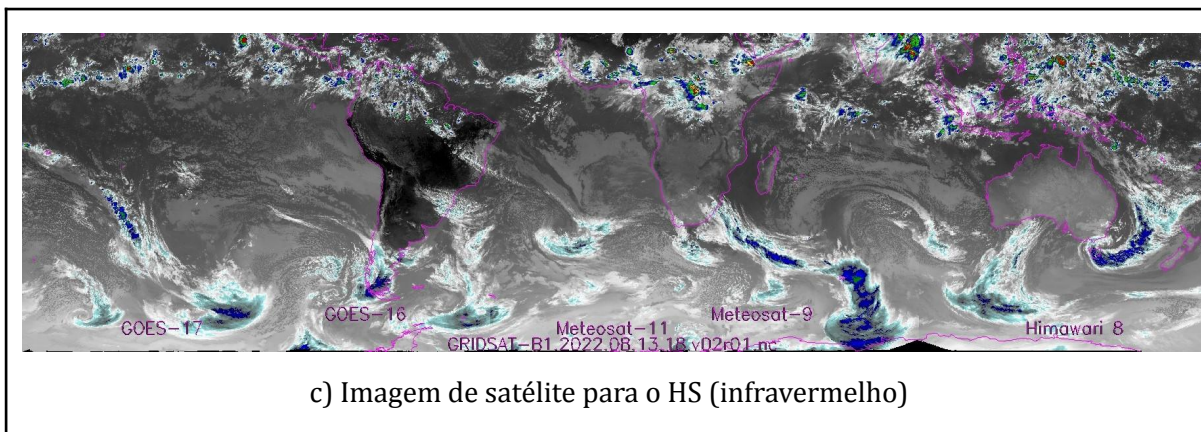 GOES-17
GOES-16
Meteosat-11
Meteosat-9
Himawari 8
GRIDSAT-B1.2022.08.13.18.v02r01.nc
c) Imagem de satélite para o HS (infravermelho)